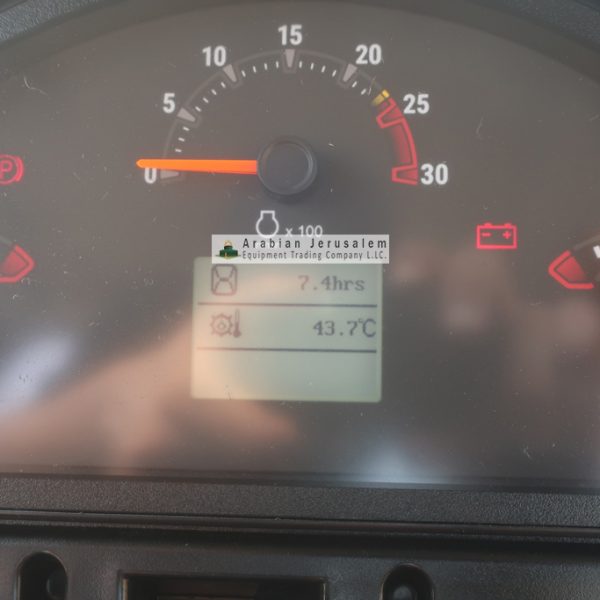 15
10
20
5
25
P
0
30
x 100
Arabian Jerusalem
Equipment Trading Company L.L.C.
7.4hrs
43.7°C